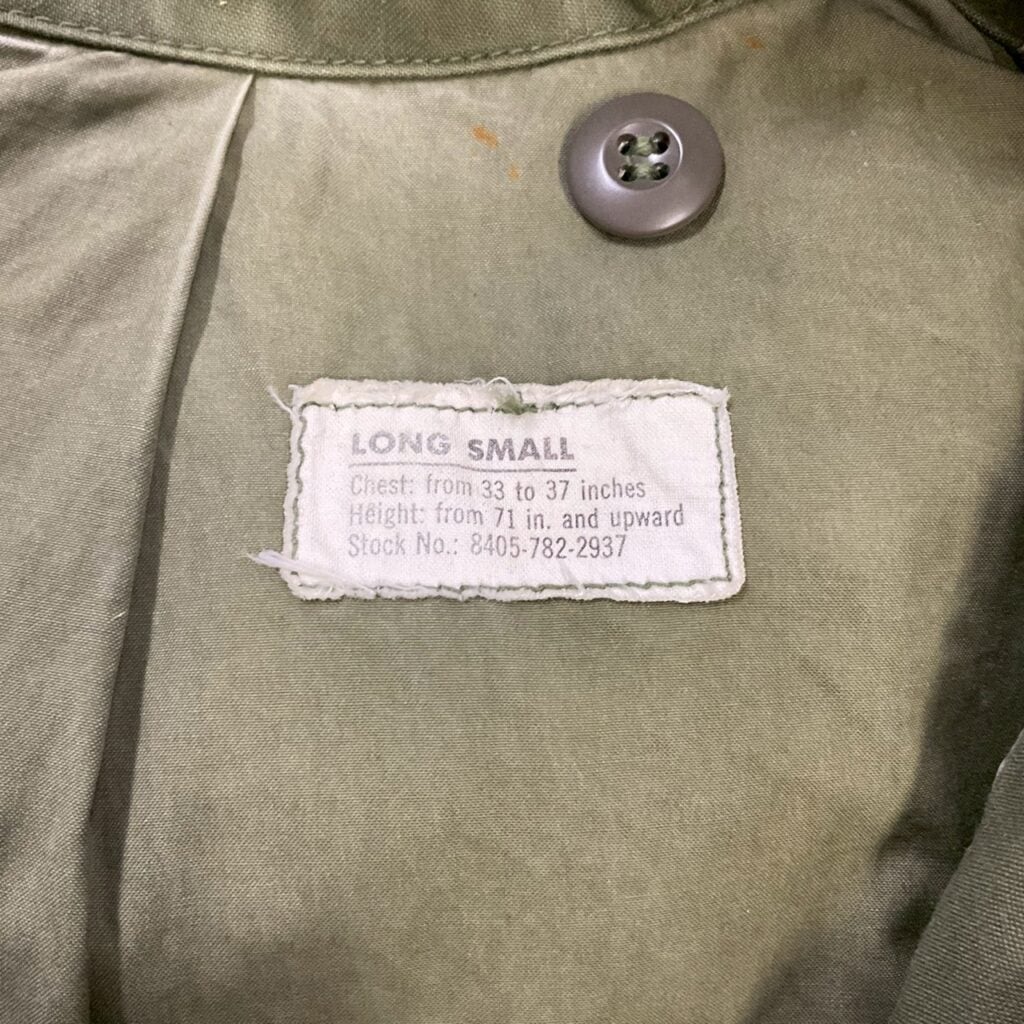 LONG SMALL
Chest: from 33 to 37 inches
Height: from 71 in. and upward
Stock No.: 8405-782-2937